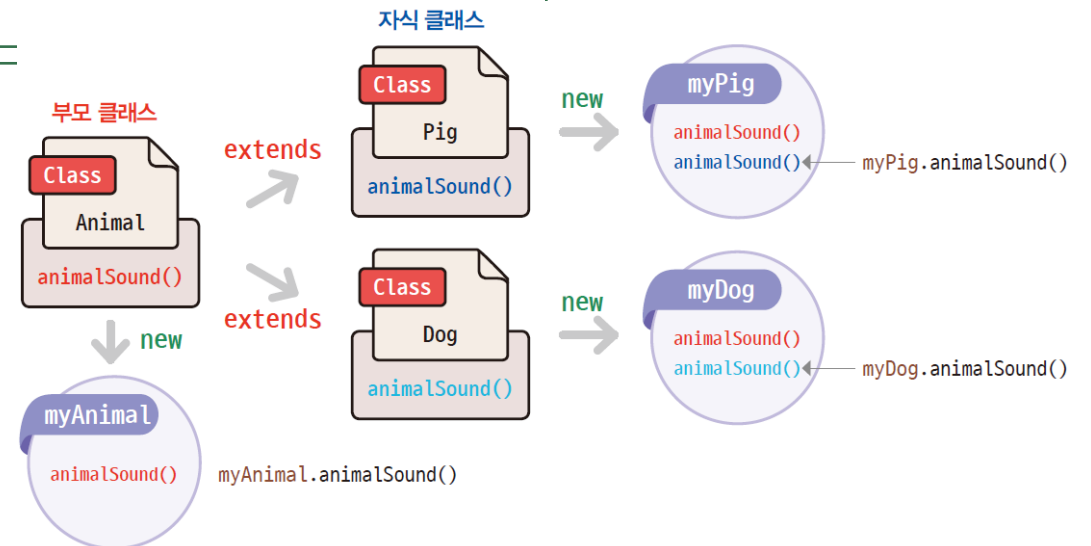 자식 클래스
Class
Pig
animalSound()
new
myPig
animalSound()
animalSound()
myPig.animalSound()
부모 클래스
Class
Animal
animalSound()
extends
extends
Class
Dog
animalSound()
new
myDog
animalSound()
animalSound()
myDog.animalSound()
new
myAnimal
animalSound()
myAnimal.animalSound()